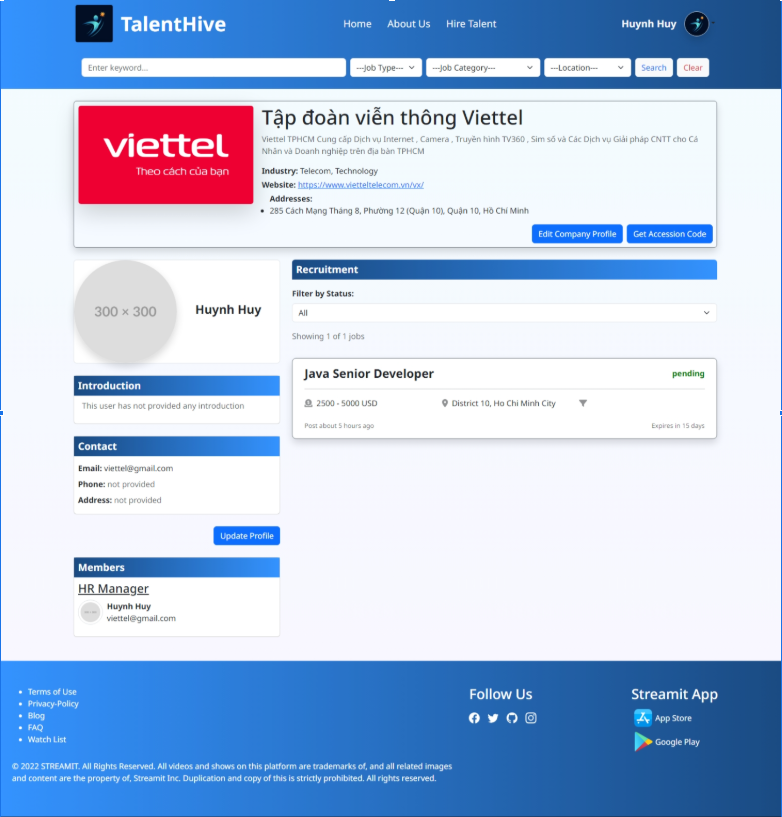 TalentHive
Home About Us Hire Talent
Huynh Huy
Enter keyword... ---Job Type--- ---Job Category--- ---Location--- Search Clear
viettel
Theo cách của bạn
Tập đoàn viễn thông Viettel
Viettel TPHCM Cung cấp Dịch vụ Internet , Camera , Truyền hình TV360 , Sim số và Các Dịch vụ Giải pháp CNTT cho Cá
Nhân và Doanh nghiệp trên địa bàn TPHCM
Industry: Telecom, Technology
Website: https://www.vietteltelecom.vn/vx/
Addresses:
• 285 Cách Mạng Tháng 8, Phường 12 (Quận 10), Quận 10, Hồ Chí Minh
Edit Company Profile Get Accession Code
300 × 300
Huynh Huy
Introduction
This user has not provided any introduction
Contact
Email: viettel@gmail.com
Phone: not provided
Address: not provided
Update Profile
Members
HR Manager
Huynh Huy
viettel@gmail.com
Recruitment
Filter by Status:
All
Showing 1 of 1 jobs
Java Senior Developer pending
2500 - 5000 USD District 10, Ho Chi Minh City
Post about 5 hours ago Expires in 15 days
• Terms of Use
• Privacy-Policy
• Blog
• FAQ
• Watch List
© 2022 STREAMIT. All Rights Reserved. All videos and shows on this platform are trademarks of, and all related images
and content are the property of, Streamit Inc. Duplication and copy of this is strictly prohibited. All rights reserved.
Follow Us
Streamit App
App Store
Google Play